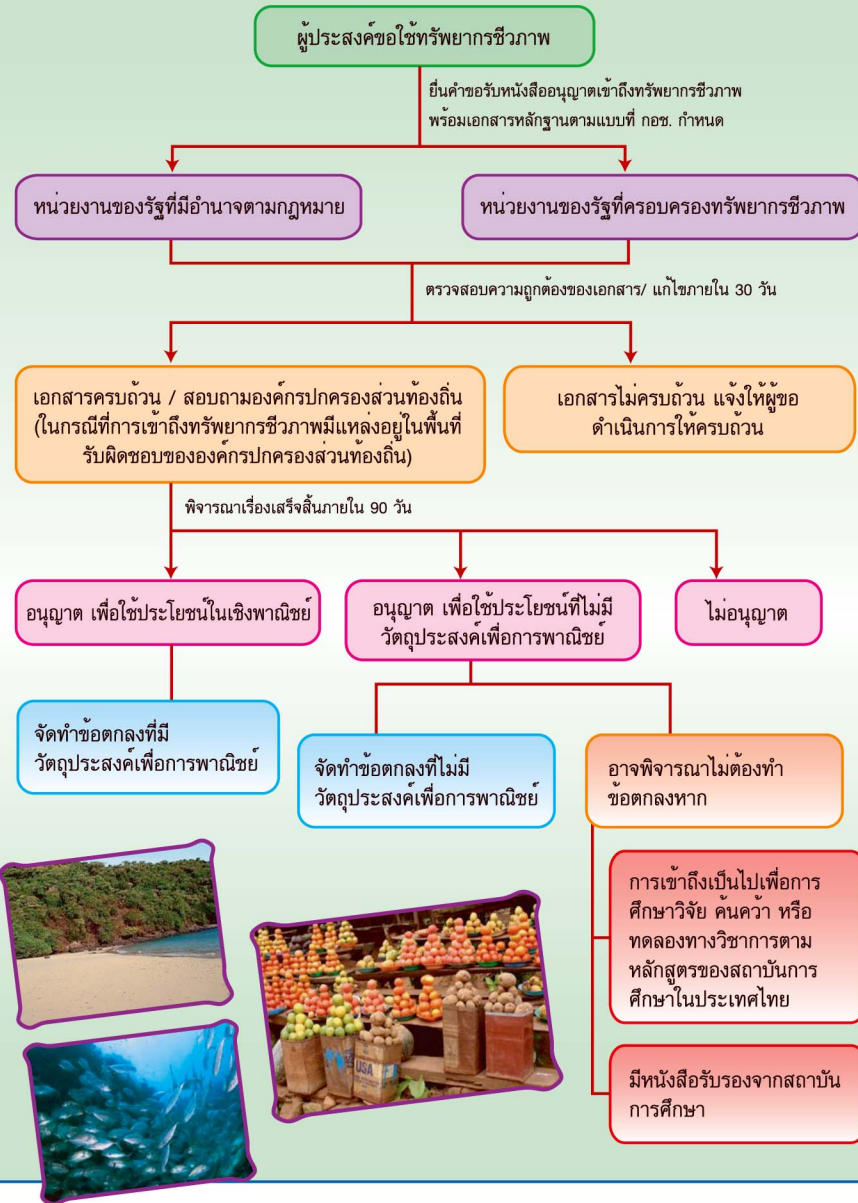 ผู้ประสงค์ขอใช้ทรัพยากรชีวภาพ
ยื่นคำขอรับหนังสืออนุญาตเข้าถึงทรัพยากรชีวภาพ
พร้อมเอกสารหลักฐานตามแบบที่ กอช. กำหนด
หน่วยงานของรัฐที่มีอำนาจตามกฎหมาย
หน่วยงานของรัฐที่ครอบครองทรัพยากรชีวภาพ
ตรวจสอบความถูกต้องของเอกสาร/ แก้ไขภายใน 30 วัน
เอกสารครบถ้วน / สอบถามองค์กรปกครองส่วนท้องถิ่น
(ในกรณีที่การเข้าถึงทรัพยากรชีวภาพมีแหล่งอยู่ในพื้นที่
รับผิดชอบขององค์กรปกครองส่วนท้องถิ่น)
เอกสารไม่ครบถ้วน แจ้งให้ผู้ขอ
ดำเนินการให้ครบถ้วน
พิจารณาเรื่องเสร็จสิ้นภายใน 90 วัน
อนุญาต เพื่อใช้ประโยชน์ในเชิงพาณิชย์
อนุญาต เพื่อใช้ประโยชน์ที่ไม่มี
วัตถุประสงค์เพื่อการพาณิชย์
ไม่อนุญาต
จัดทำข้อตกลงที่มี
วัตถุประสงค์เพื่อการพาณิชย์
จัดทำข้อตกลงที่ไม่มี
วัตถุประสงค์เพื่อการพาณิชย์
อาจพิจารณาไม่ต้องทำ
ข้อตกลงหาก
การเข้าถึงเป็นไปเพื่อการ
ศึกษาวิจัย ค้นคว้า หรือ
ทดลองทางวิชาการตาม
หลักสูตรของสถาบันการ
ศึกษาในประเทศไทย
มีหนังสือรับรองจากสถาบัน
การศึกษา
USA